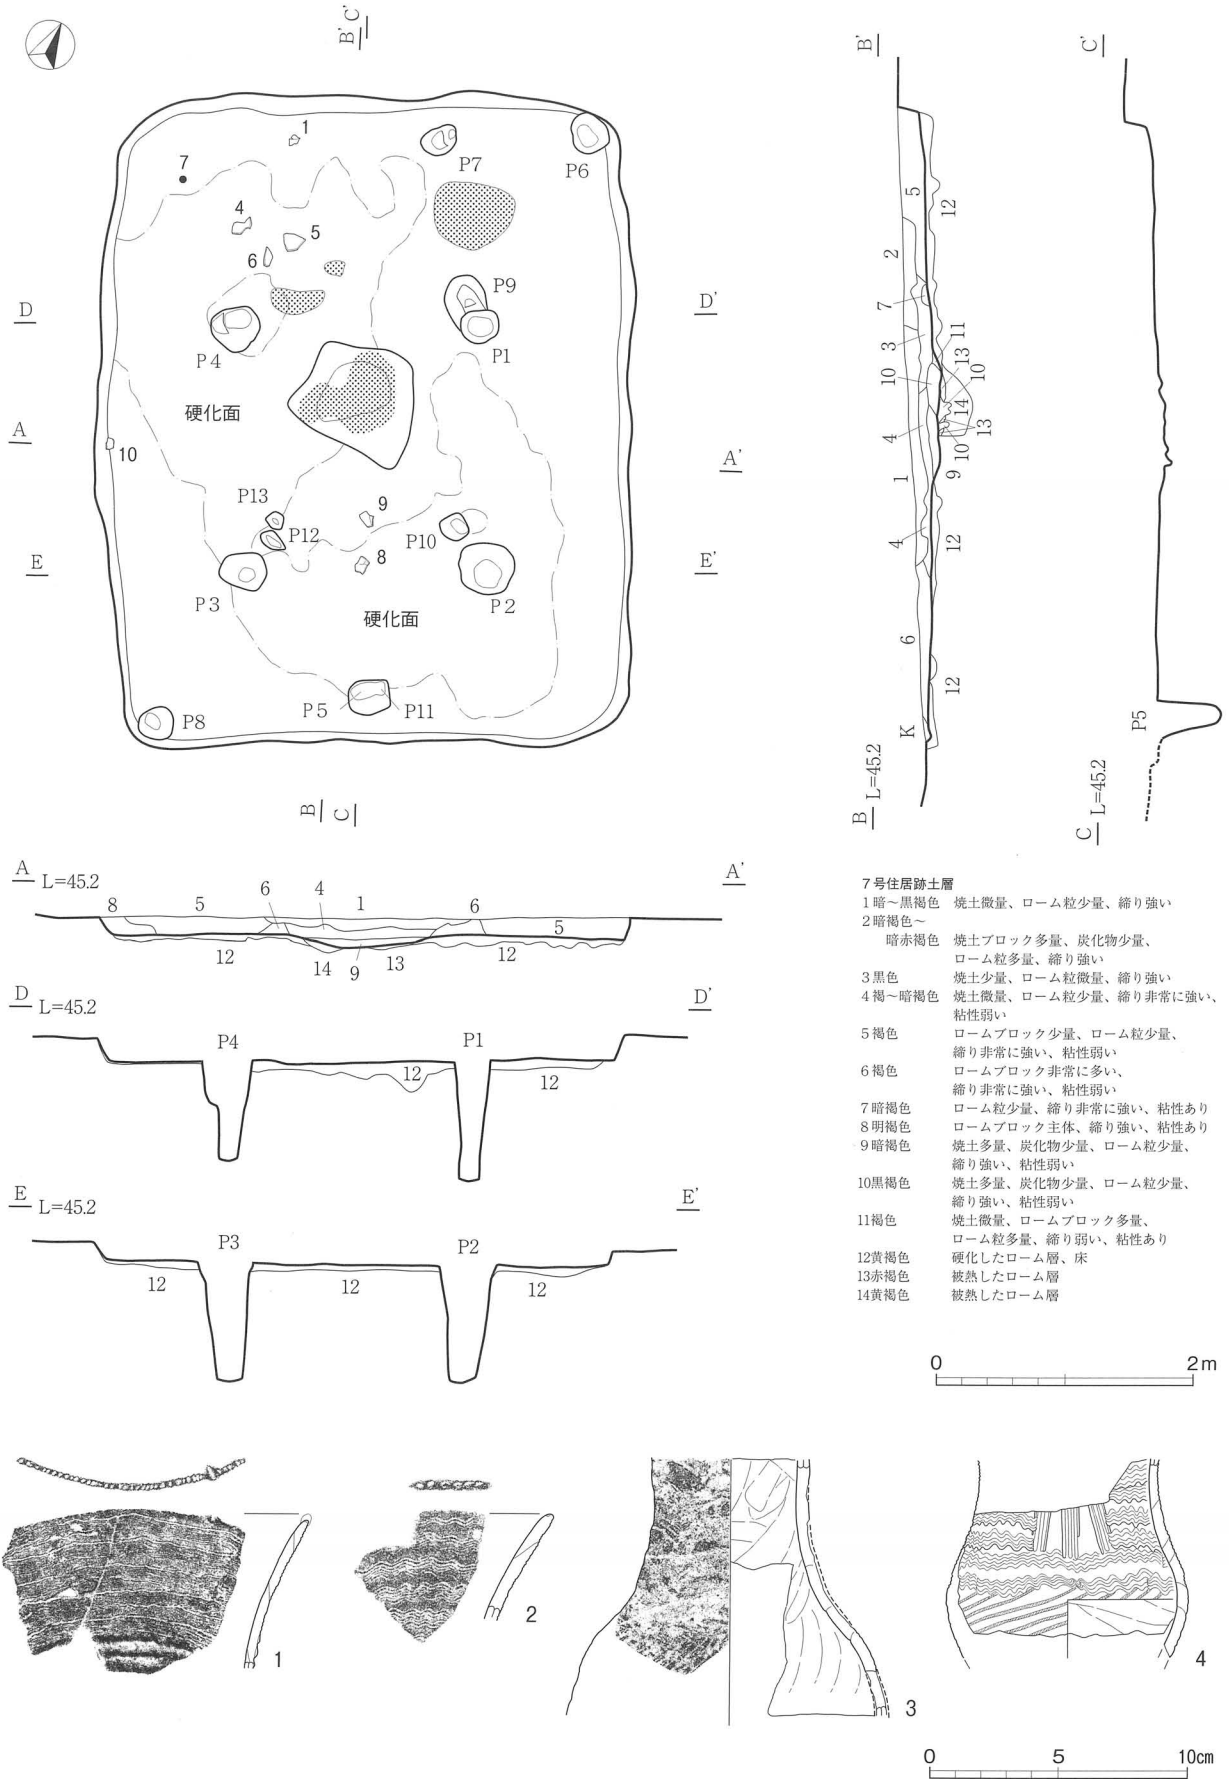 B' C'
B'
C'
1
7
P7
P6
4
5
6
P9
D
D'
P4
P1
硬化面
A
10
A'
P13
9
P12
P10
8
E
E'
P3
P2
硬化面
P5
P11
P8
B C
5
12
2
7
3
11
13
10
10
14
13
4
10
9
1
4
12
6
12
K
B L=45.2
P5
C L=45.2
A L=45.2
A'
8 5 6 4 1 6 5
12 14 9 13 12
D L=45.2
D'
P4
P1
12
12
E L=45.2
E'
P3
P2
12
12
12
7号住居跡土層
1暗～黒褐色 焼土微量、ローム粒少量、締り強い
2暗褐色～
暗赤褐色 焼土ブロック多量、炭化物少量、
ローム粒多量、締り強い
3黒色 焼土少量、ローム粒微量、締り強い
4褐～暗褐色 焼土微量、ローム粒少量、締り非常に強い、
粘性弱い
5褐色 ロームブロック少量、ローム粒少量、
締り非常に強い、粘性弱い
6褐色 ロームブロック非常に多い、
締り非常に強い、粘性弱い
7暗褐色 ローム粒少量、締り非常に強い、粘性あり
8明褐色 ロームブロック主体、締り強い、粘性あり
9暗褐色 焼土多量、炭化物少量、ローム粒少量、
締り強い、粘性弱い
10黒褐色 焼土多量、炭化物少量、ローム粒少量、
締り強い、粘性弱い
11褐色 焼土微量、ロームブロック多量、
ローム粒多量、締り弱い、粘性あり
12黄褐色 硬化したローム層、床
13赤褐色 被熱したローム層
14黄褐色 被熱したローム層
0 2m
1
2
3
4
0 5 10cm